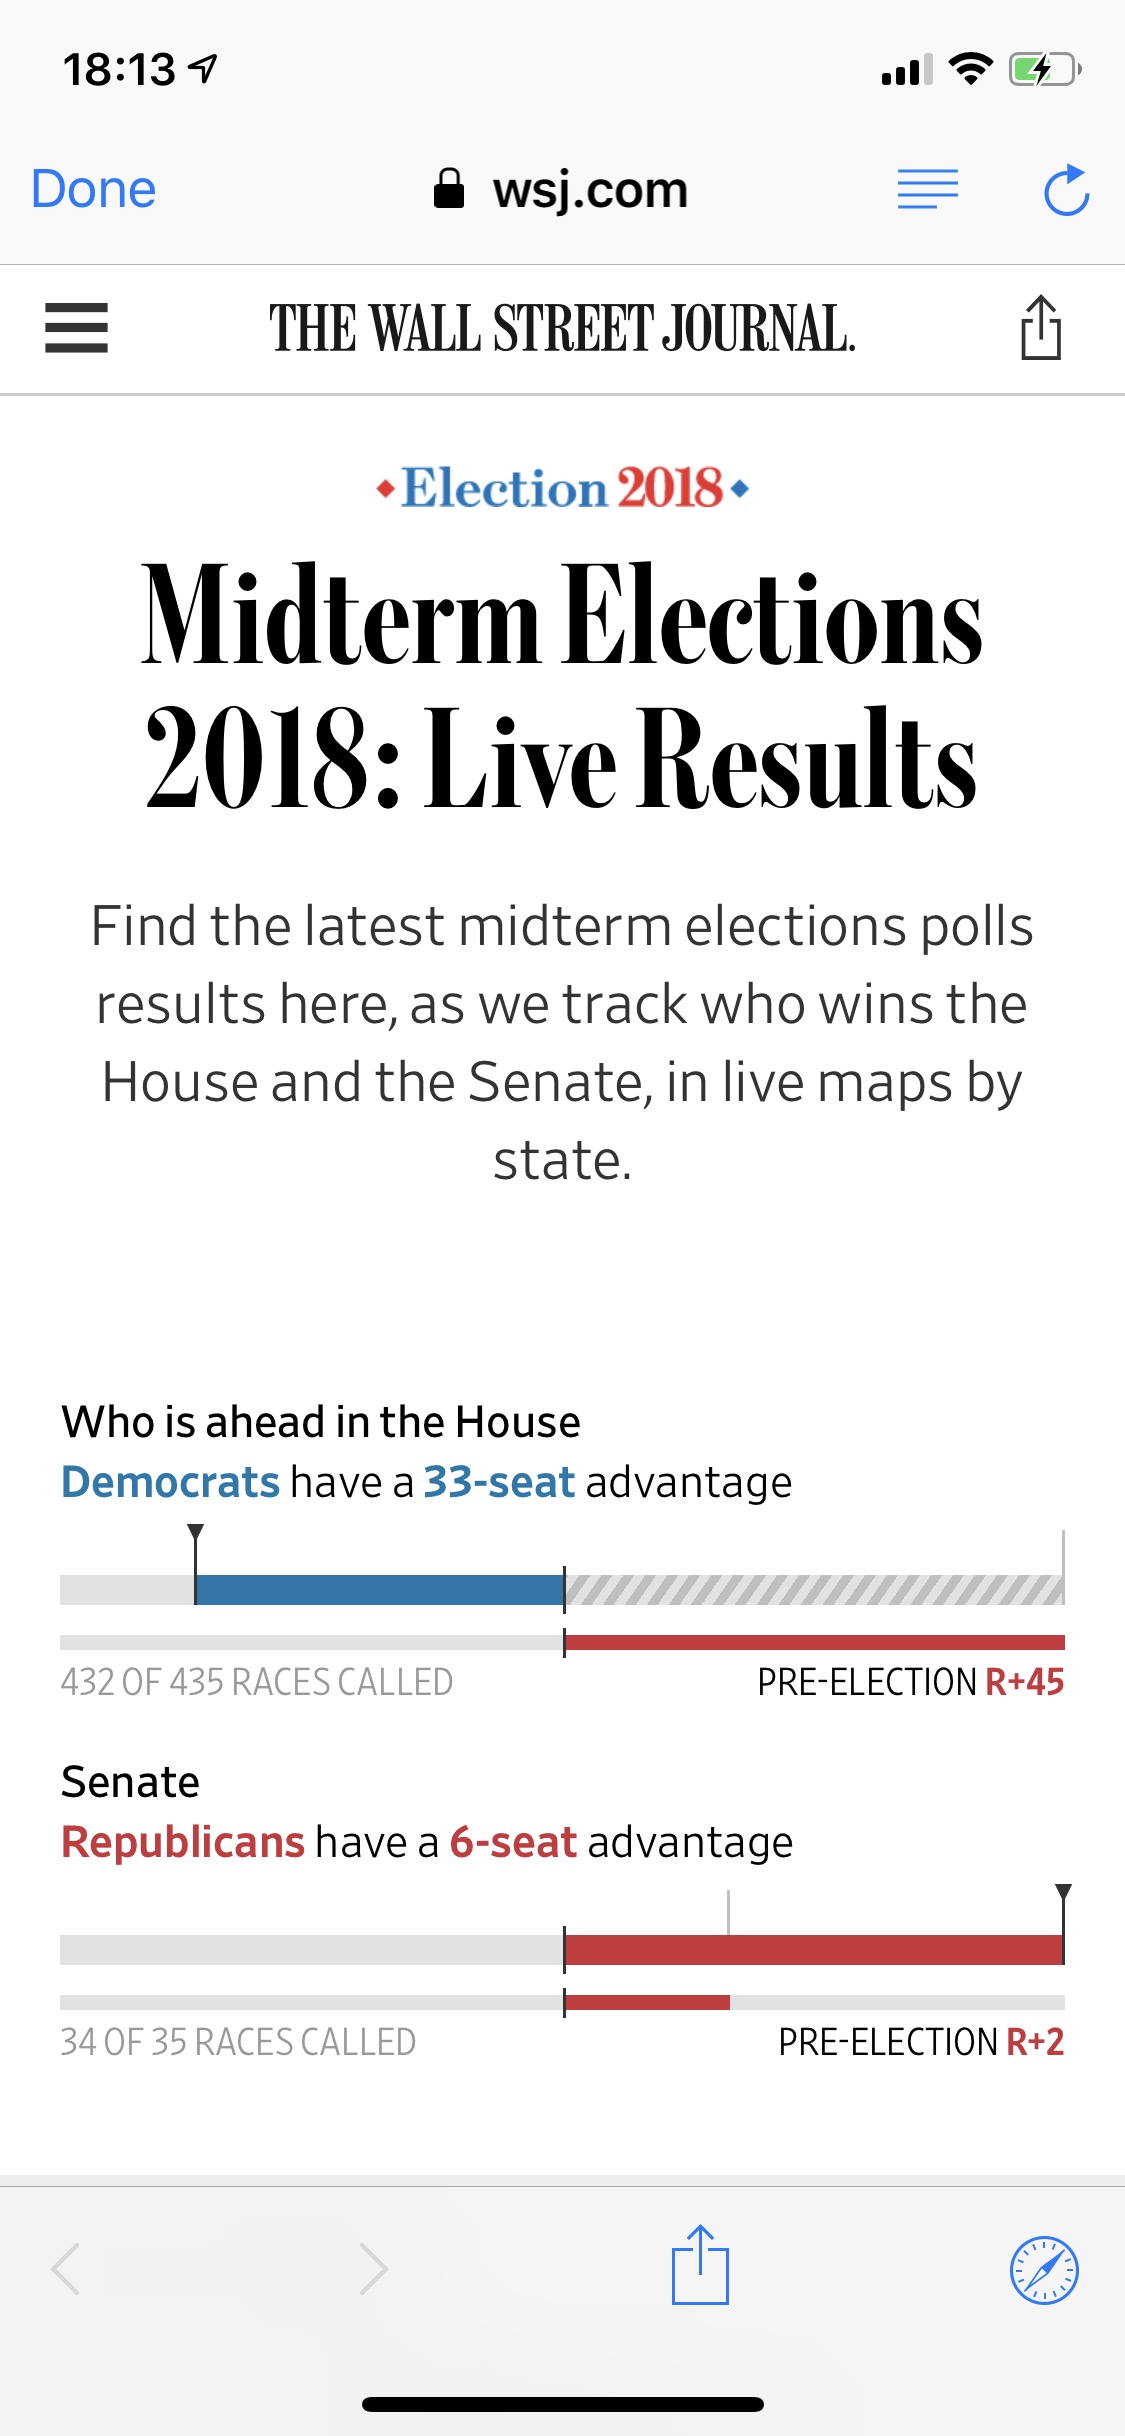 18:13
Done
wsj.com
THE WALL STREET JOURNAL.
Election 2018
Midterm Elections
2018: Live Results
Find the latest midterm elections polls
results here, as we track who wins the
House and the Senate, in live maps by
state.
Who is ahead in the House
Democrats have a 33-seat advantage
432 OF 435 RACES CALLED
PRE-ELECTION R+45
Senate
Republicans have a 6-seat advantage
34 OF 35 RACES CALLED
PRE-ELECTION R+2